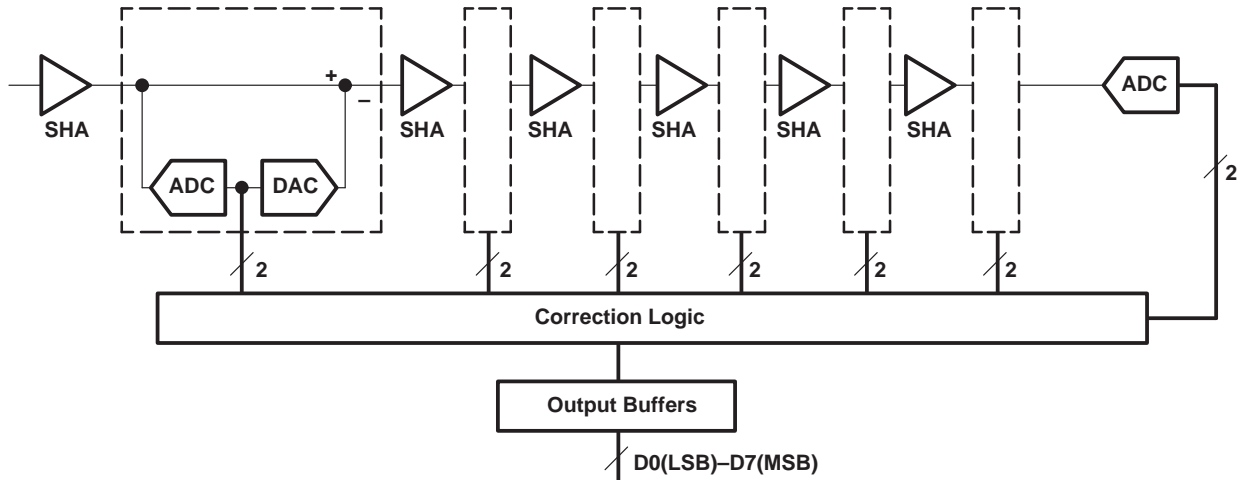 +
–
ADC
SHA
SHA
SHA
SHA
SHA
SHA
ADC
DAC
2
2
2
2
2
2
2
Correction Logic
Output Buffers
D0(LSB)–D7(MSB)